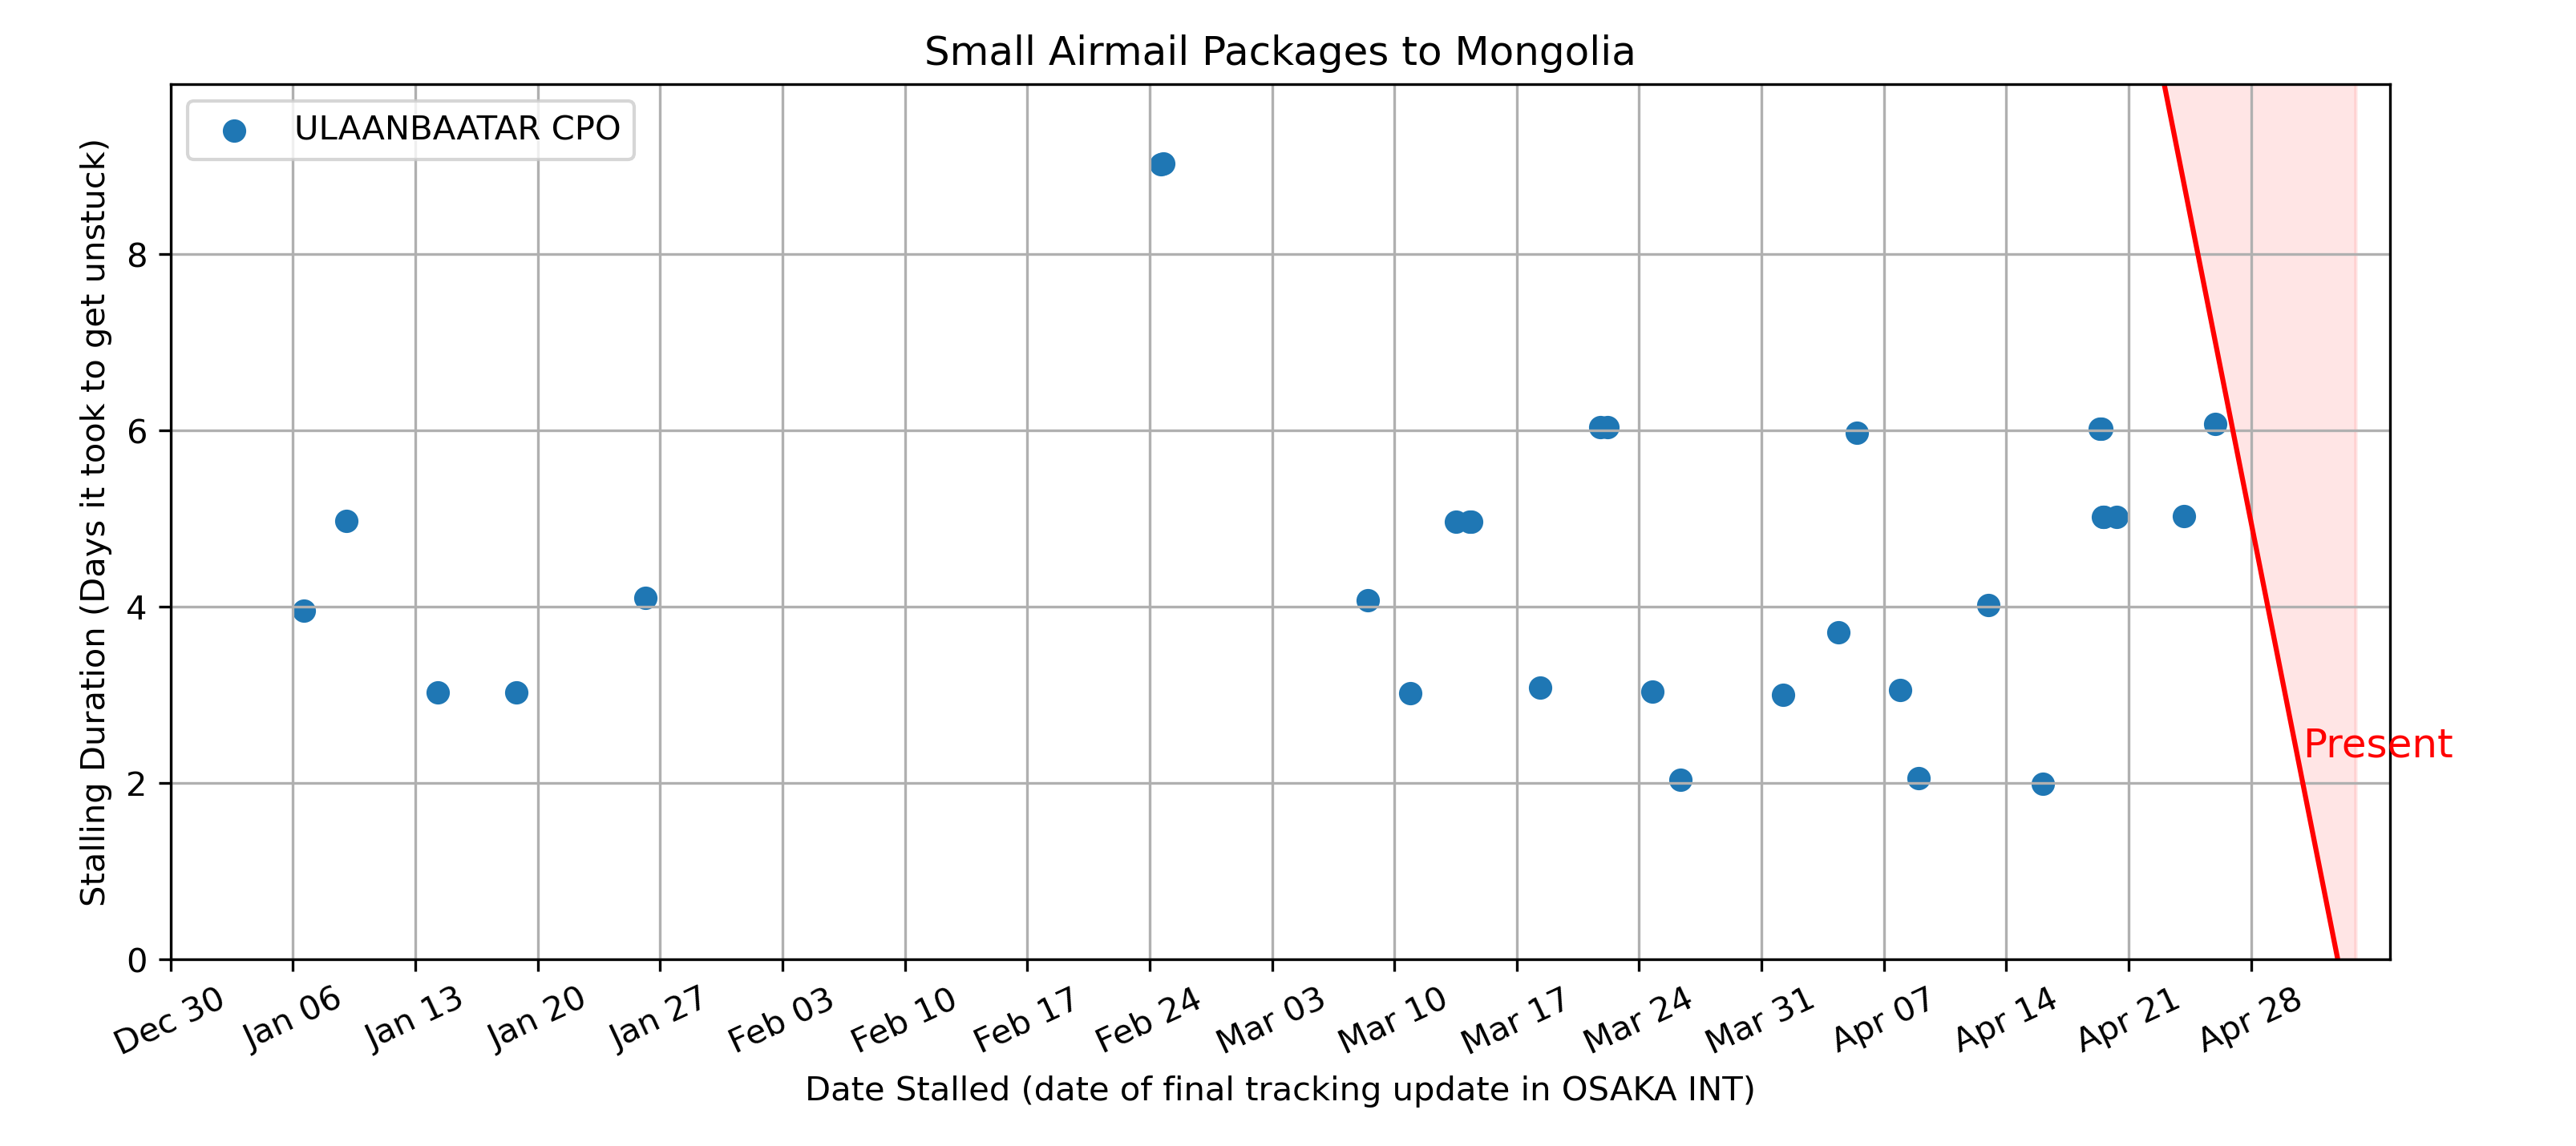 Small Airmail Packages to Mongolia
ULAANBAATAR CPO
Stalling Duration (Days it took to get unstuck)
8
6
4
2
0
Present
Dec 30
Jan 06
Jan 13
Jan 20
Jan 27
Feb 03
Feb 10
Feb 17
Feb 24
Mar 03
Mar 10
Mar 17
Mar 24
Mar 31
Apr 07
Apr 14
Apr 21
Apr 28
Date Stalled (date of final tracking update in OSAKA INT)